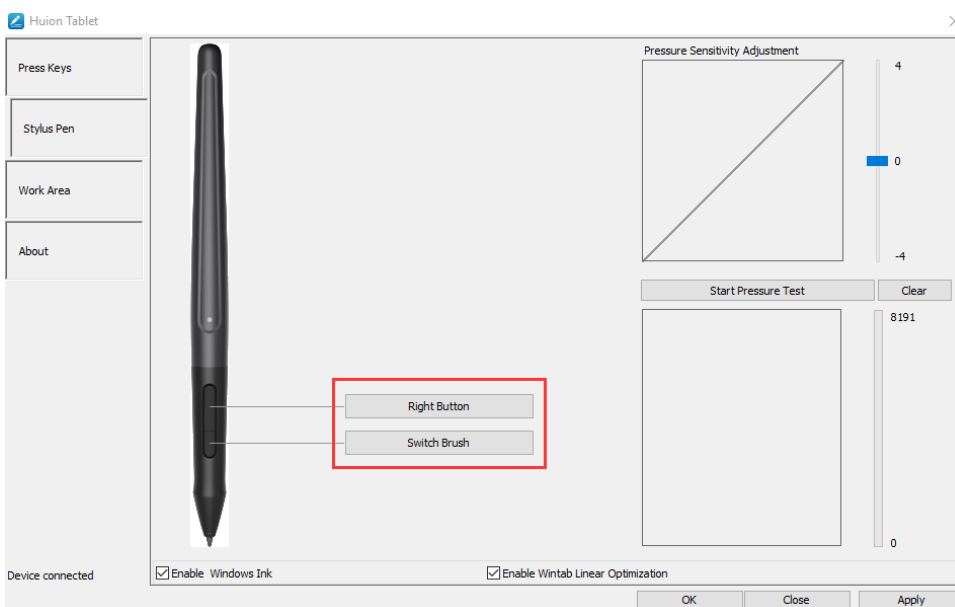 Huion Tablet
Press Keys
Stylus Pen
Work Area
About
Device connected
Right Button
Switch Brush
Pressure Sensitivity Adjustment
4
0
-4
Start Pressure Test
Clear
8191
0
Enable Windows Ink
Enable Wintab Linear Optimization
OK
Close
Apply